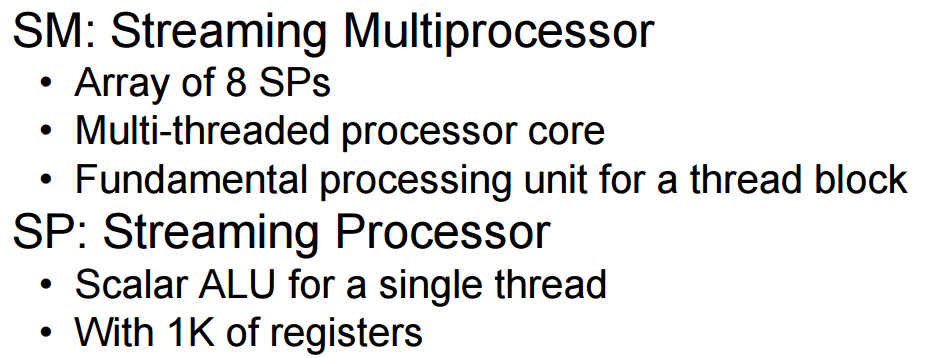 SM: Streaming Multiprocessor
• Array of 8 SPs
• Multi-threaded processor core
• Fundamental processing unit for a thread block
SP: Streaming Processor
• Scalar ALU for a single thread
• With 1K of registers